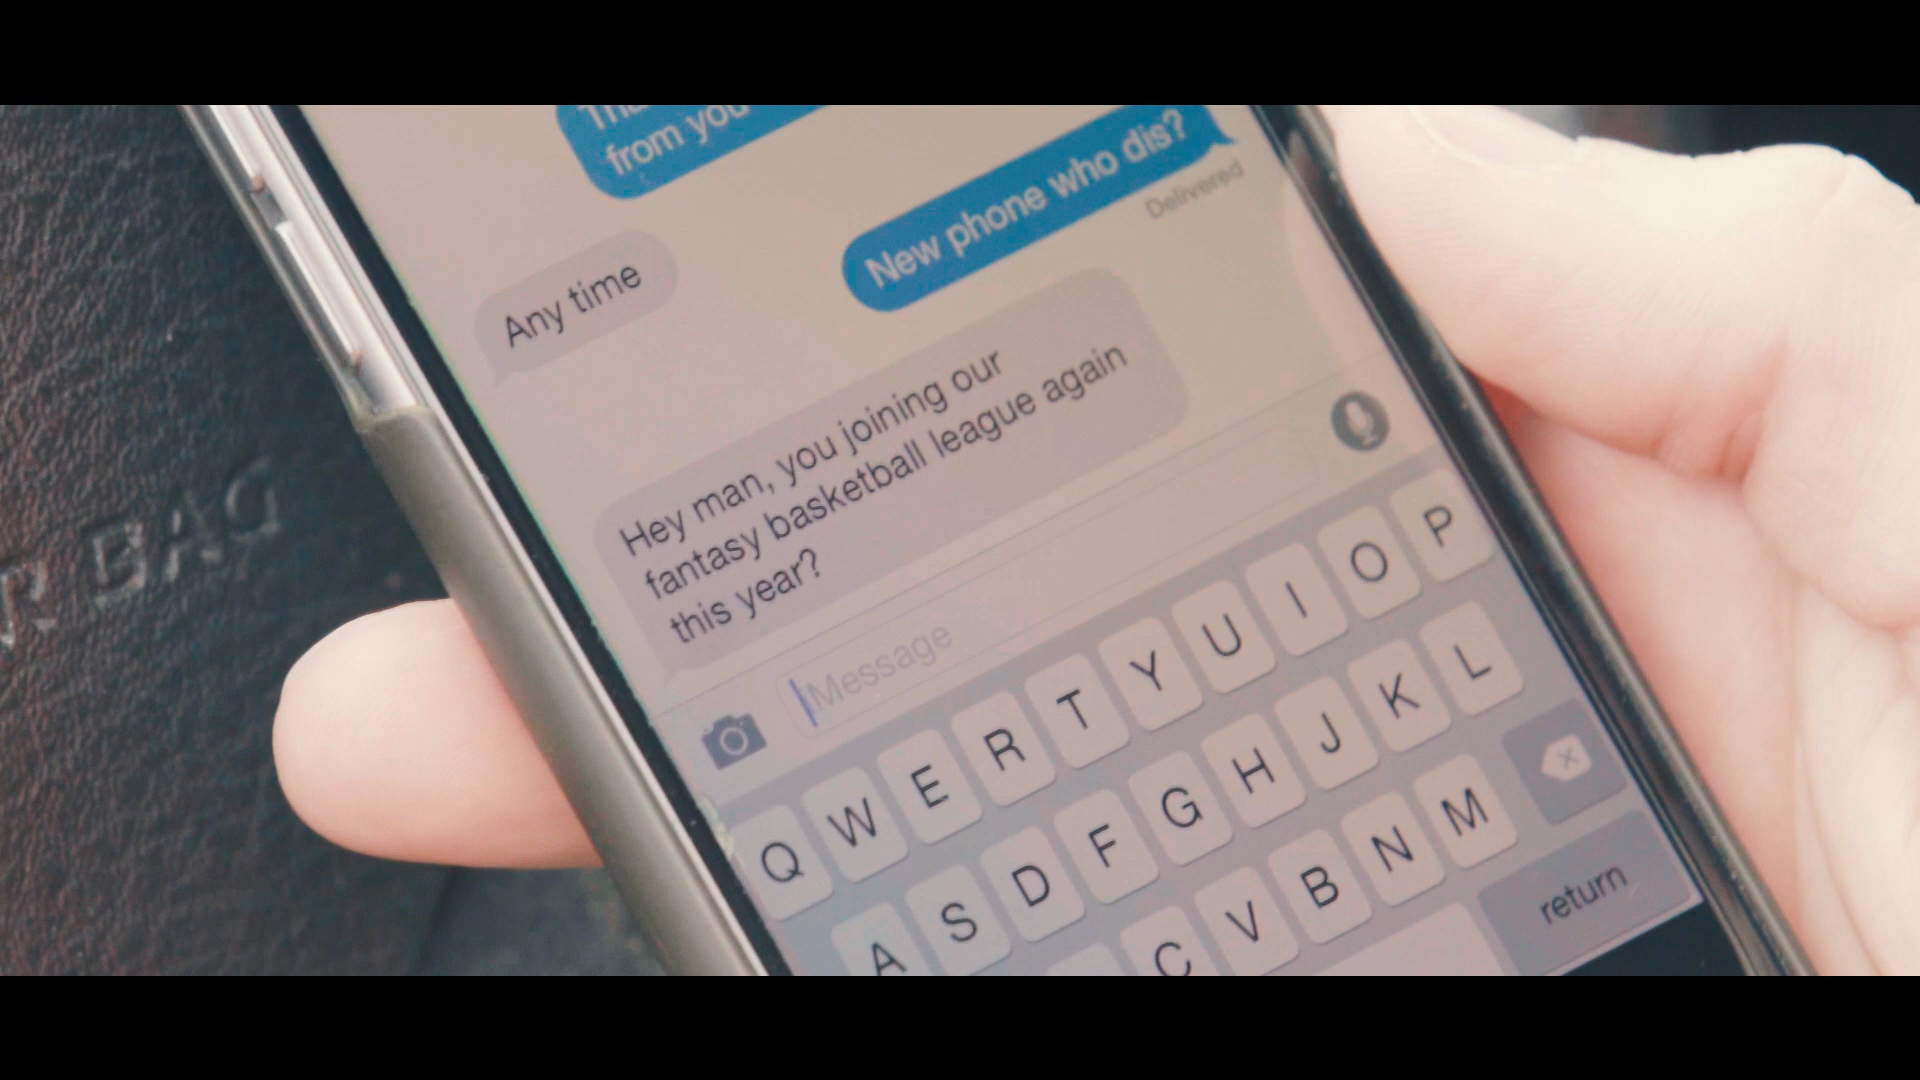 from you
Any time
New phone who dis?
Delivered
Hey man, you joining our
fantasy basketball league again
this year?
iMessage
Q W E R T Y U I O P
A S D F G H J K L
C V B N M
return
BAG